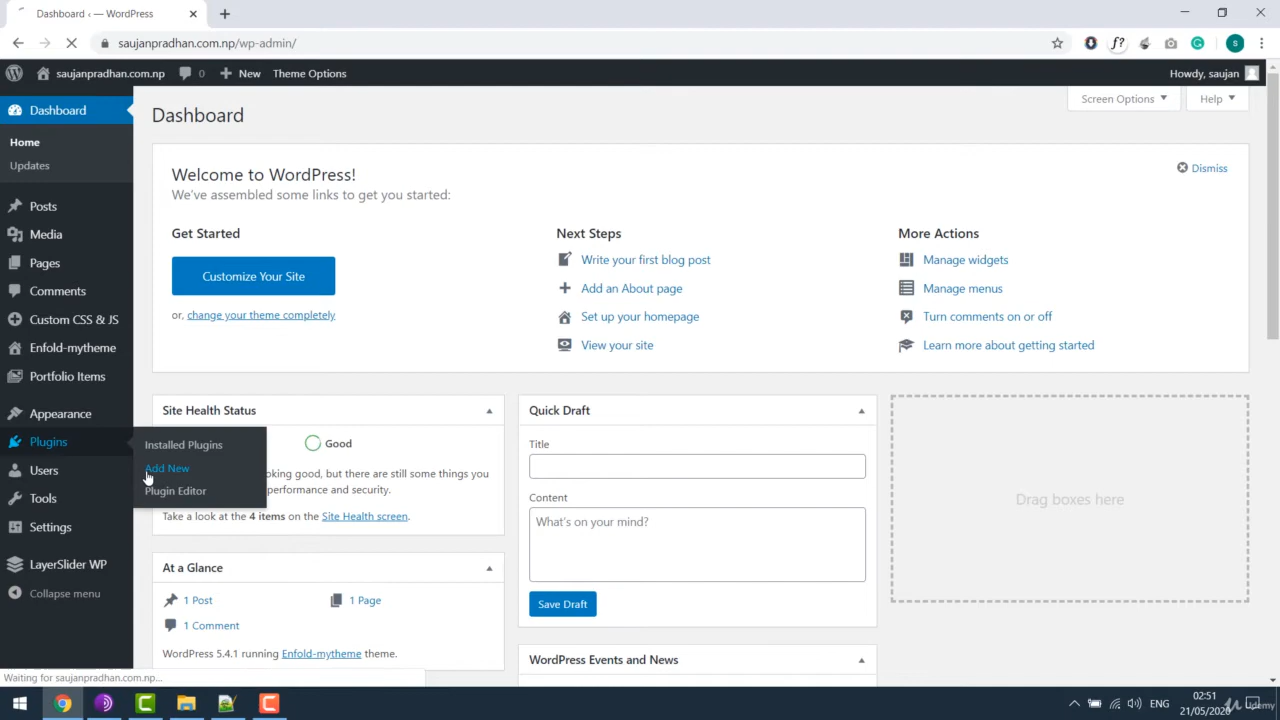 Dashboard ‹ — WordPress
saujanpradhan.com.np/wp-admin/
f?
s
saujanpradhan.com.np
0
New
Theme Options
Howdy, saujan
Dashboard
Home
Updates
Posts
Media
Pages
Comments
Custom CSS & JS
Enfold-mytheme
Portfolio Items
Appearance
Plugins
Users
Tools
Settings
LayerSlider WP
Collapse menu
Installed Plugins
Add New
Plugin Editor
Dashboard
Screen Options
Help
Welcome to WordPress!
We've assembled some links to get you started:
Dismiss
Get Started
Customize Your Site
or, change your theme completely
Next Steps
Write your first blog post
Add an About page
Set up your homepage
View your site
More Actions
Manage widgets
Manage menus
Turn comments on or off
Learn more about getting started
Site Health Status
Good
oking good, but there are still some things you
performance and security.
Take a look at the 4 items on the Site Health screen.
At a Glance
1 Post
1 Page
1 Comment
WordPress 5.4.1 running Enfold-mytheme theme.
Quick Draft
Title
Content
What's on your mind?
Save Draft
WordPress Events and News
Drag boxes here
Waiting for saujanpradhan.com.np...
ENG
02:51
21/05/2020
Udemy